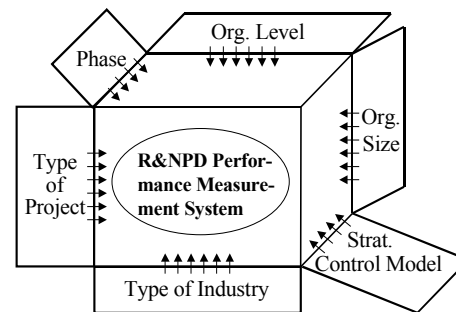 Org. Level
Phase
Org.
Size
Type
of
Project
R&NPD Perfor-
mance Measure-
ment System
Strat.
Control Model
Type of Industry